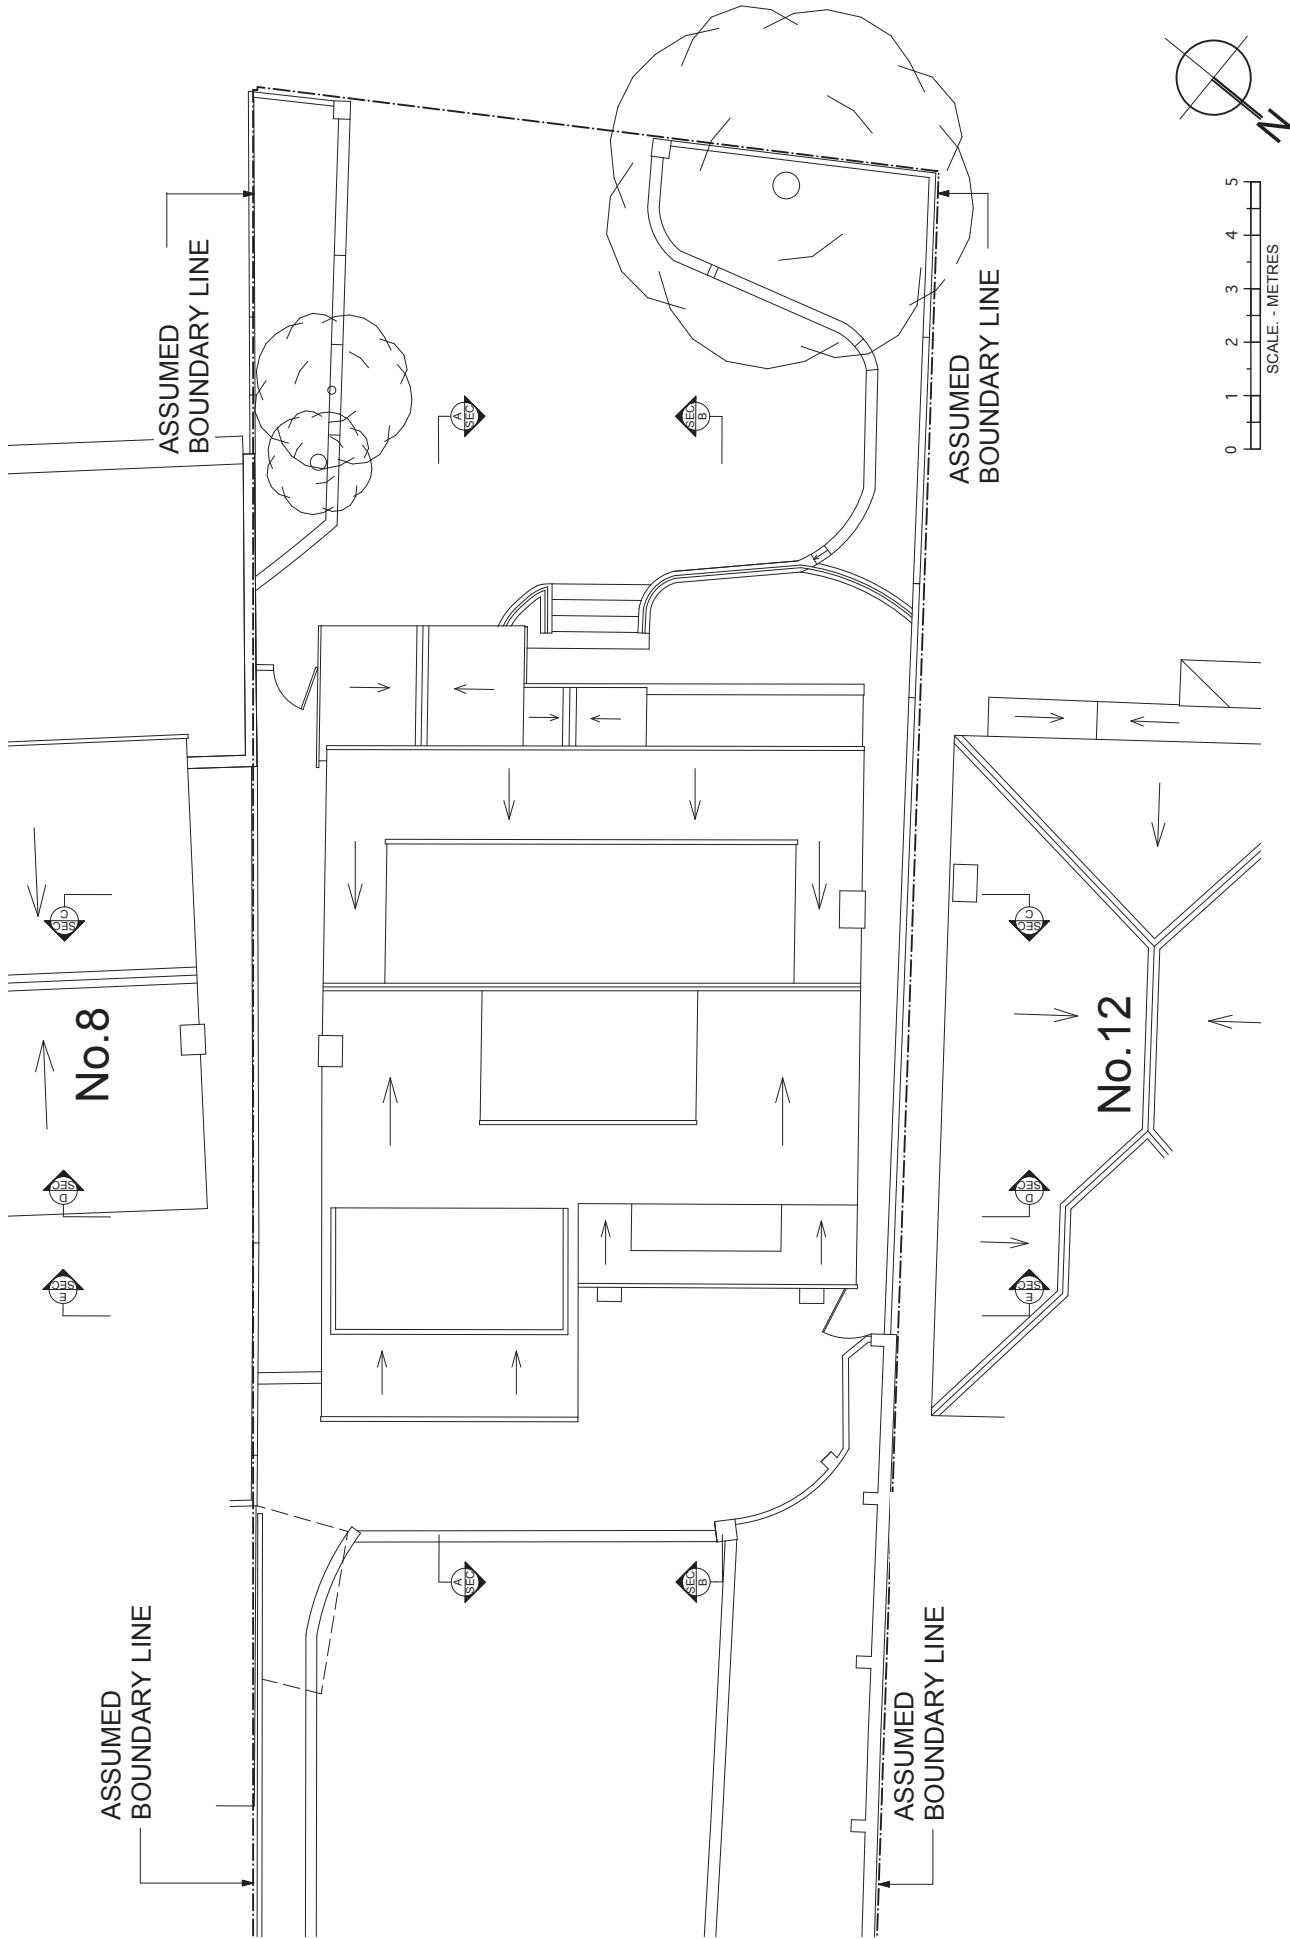 N
5
4
3
2
1
0
SCALE. - METRES
ASSUMED
BOUNDARY LINE
ASSUMED
BOUNDARY LINE
A
SEC
SEC
B
SEC
C
SEC
C
No.8
No.12
SEC
D
SEC
D
SEC
E
SEC
E
A
SEC
SEC
B
ASSUMED
BOUNDARY LINE
ASSUMED
BOUNDARY LINE